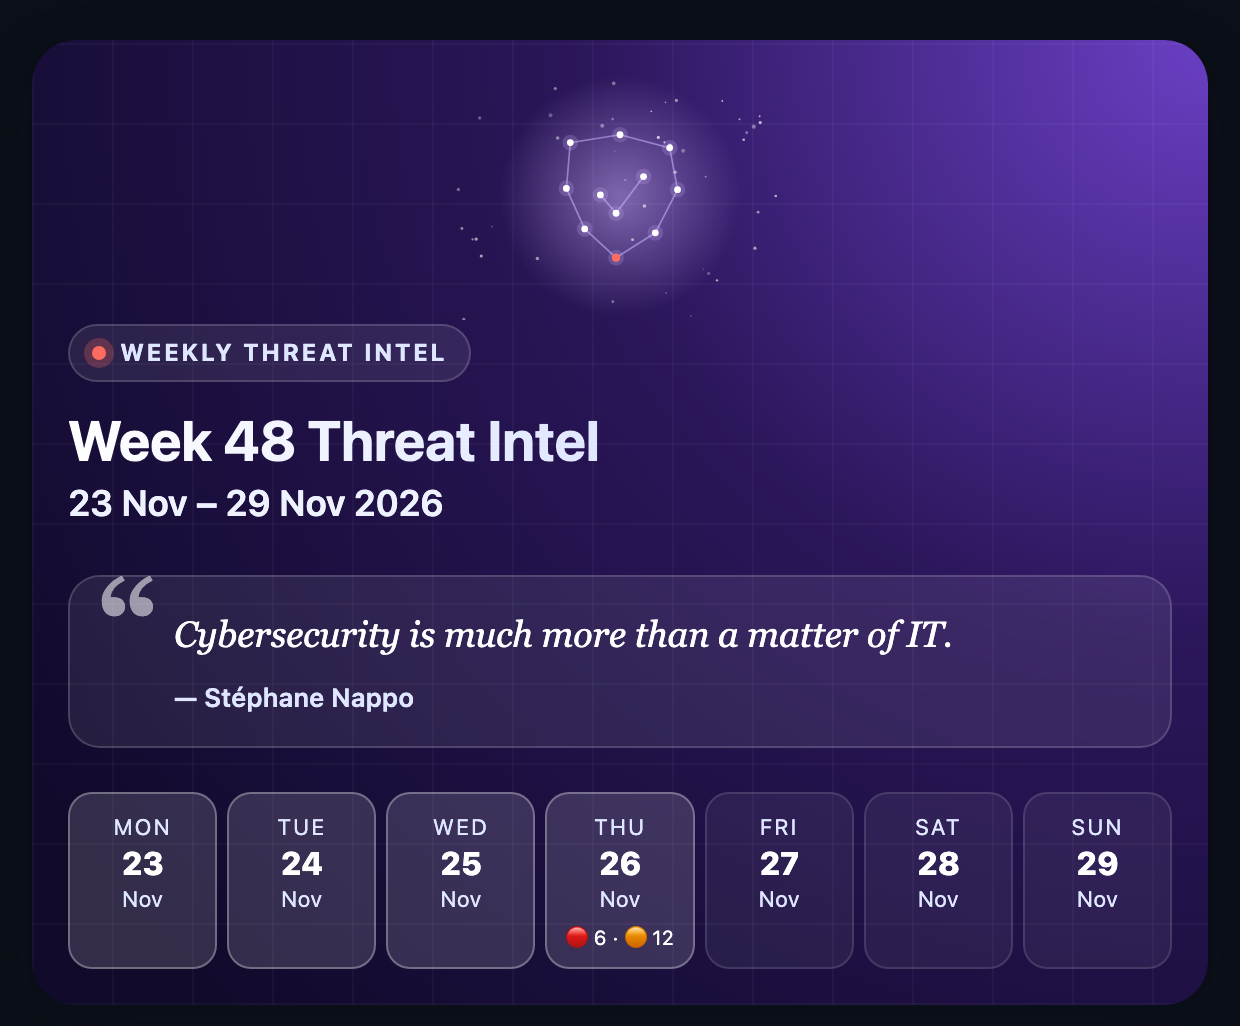 WEEKLY THREAT INTEL
Week 48 Threat Intel
23 Nov – 29 Nov 2026
“
Cybersecurity is much more than a matter of IT.
— Stéphane Nappo
MON
23
Nov
TUE
24
Nov
WED
25
Nov
THU
26
Nov
🔴 6 · 🟠 12
FRI
27
Nov
SAT
28
Nov
SUN
29
Nov